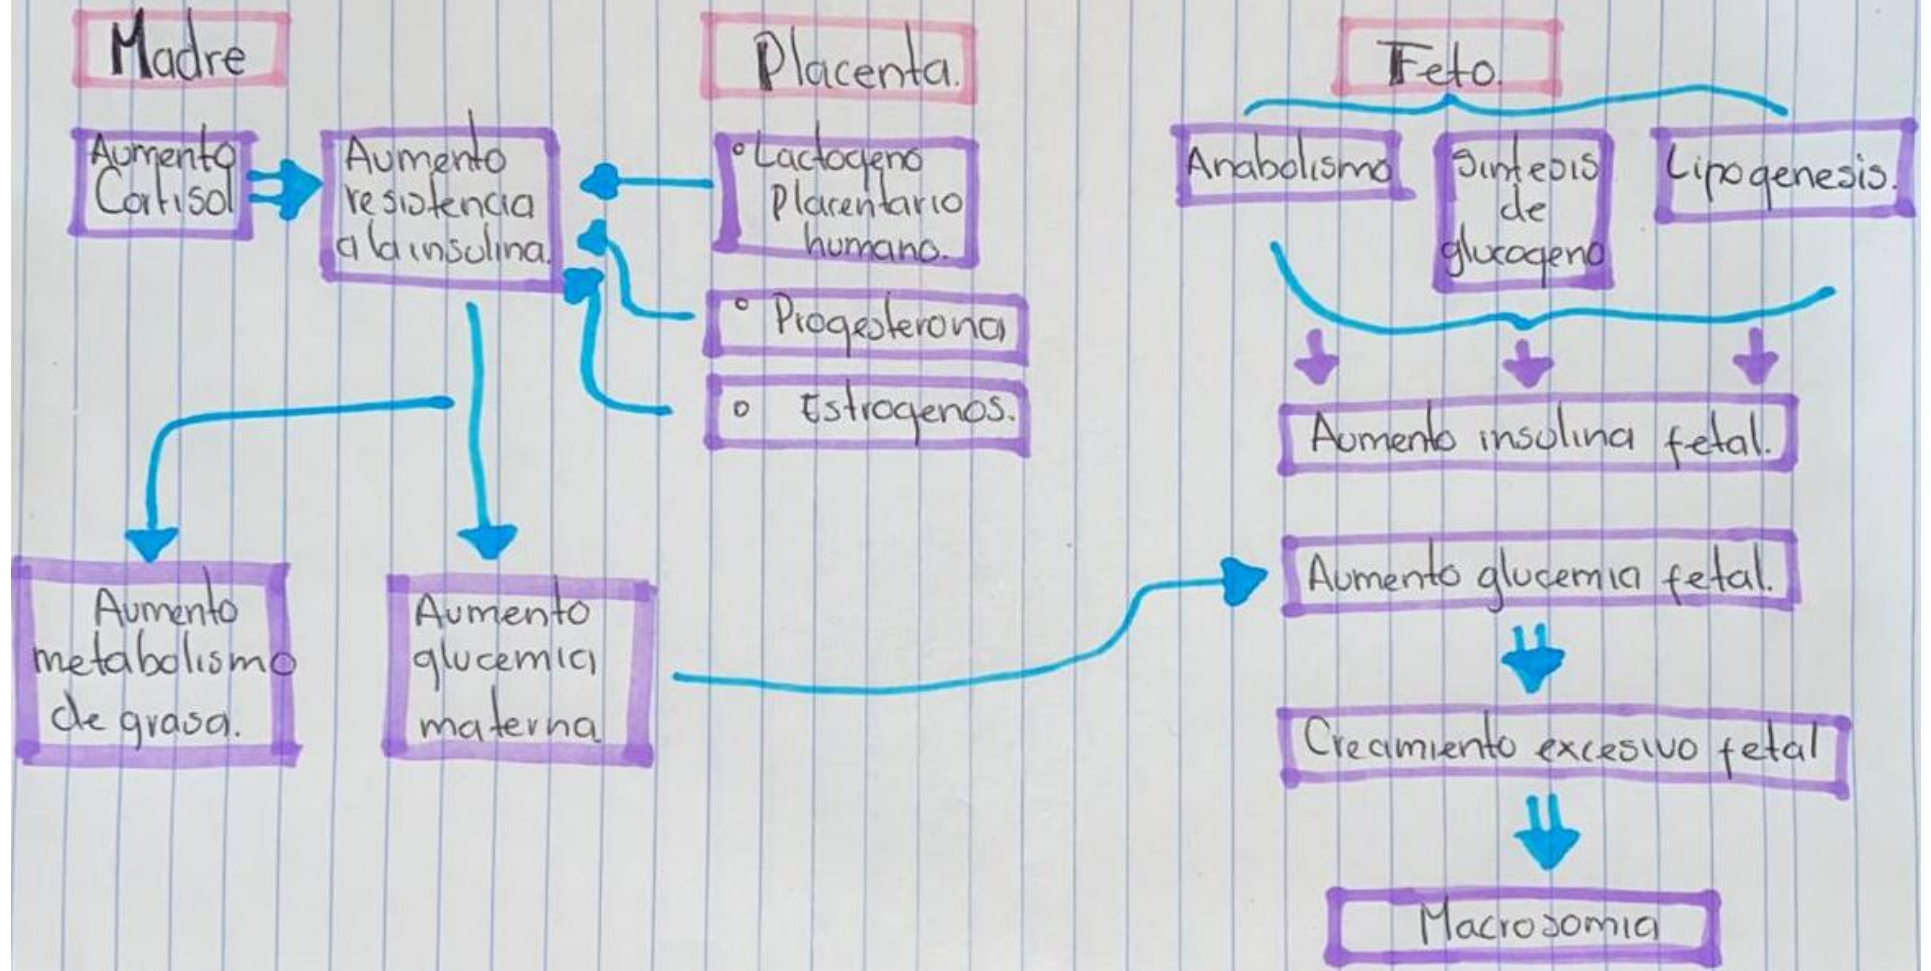 Madre
Aumento
Cortisol
Aumento
resistencia
a la insulina.
Placenta.
° Lactogeno
Placentario
humano.
° Progesterona
° Estrogenos.
Feto.
Anabolismo
Sintesis
de
glucogeno
Lipogenesis.
Aumento insulina fetal.
Aumento glucemia fetal.
Crecimiento excesivo fetal
Macrosomia
Aumento
metabolismo
de grasa.
Aumento
glucemia
materna